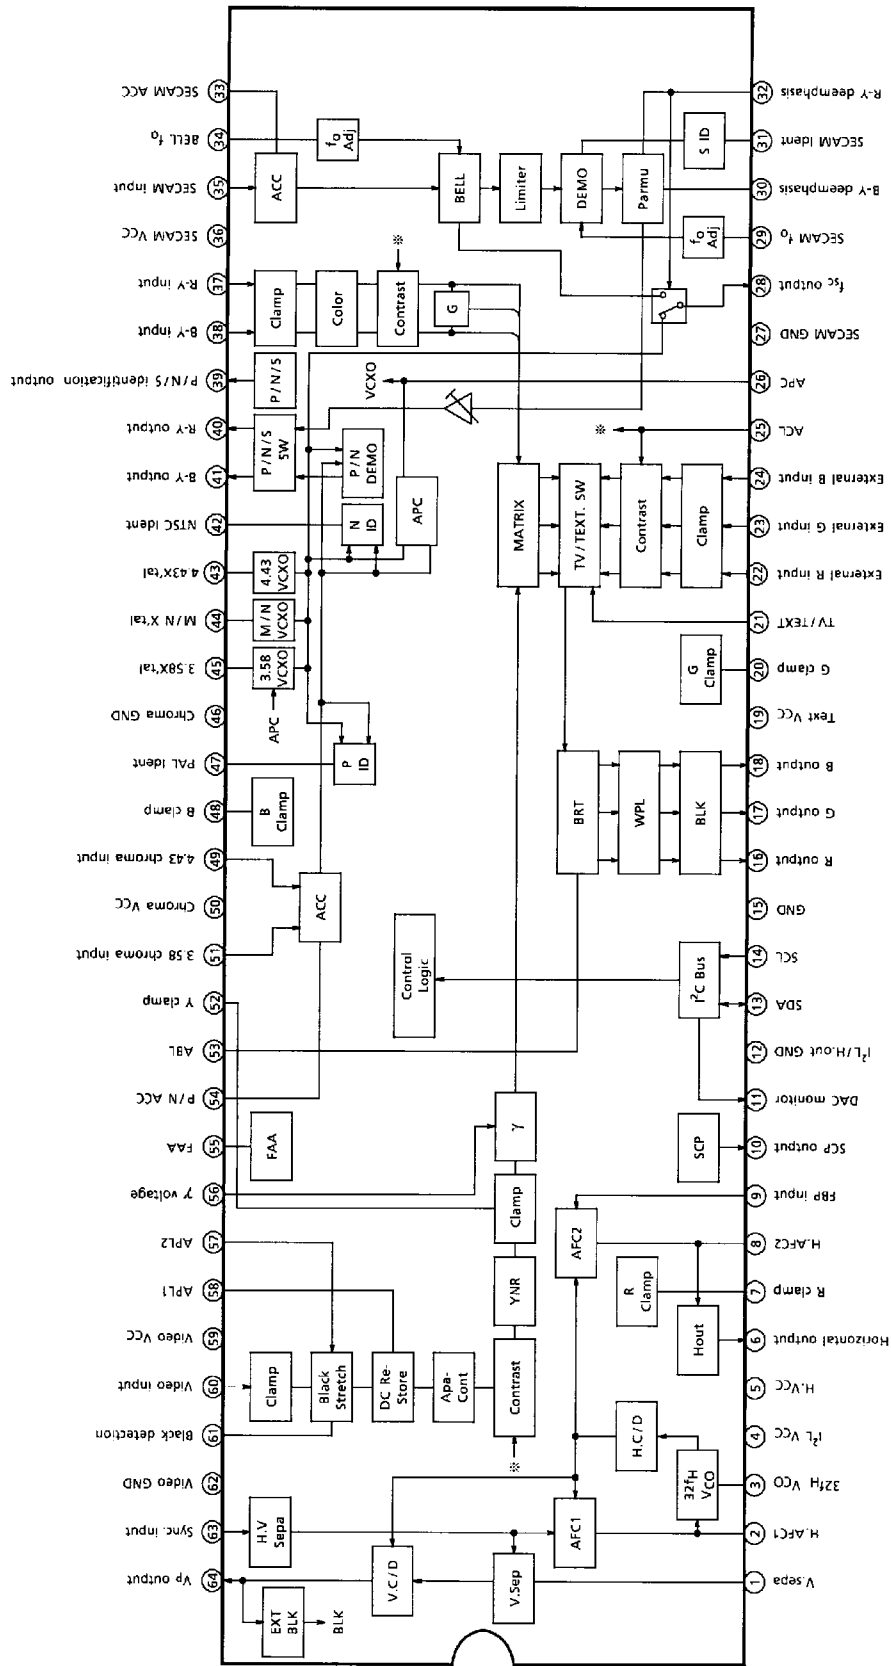 33 SECAM ACC
34 BELL fo
35 SECAM input
36 SECAM VCC
37 R-Y input
38 B-Y input
39 P/N/S identification output
40 R-Y output
41 B-Y output
42 NTSC Ident
43 4.43X'tal
44 M/N X'tal
45 3.58X'tal
46 Chroma GND
47 PAL Ident
48 B clamp
49 4.43 chroma input
50 Chroma VCC
51 3.58 chroma input
52 Y clamp
53 ABL
54 P/N ACC
55 FAA
56 γ voltage
57 APL2
58 APL1
59 Video VCC
60 Video input
61 Black detection
62 Video GND
63 Sync. input
64 Vp output
fo
Adj
ACC
BELL
Limiter
DEMO
Parmu
S ID
fo
Adj
Clamp
Color
Contrast
※
G
P/N/S
P/N/S
SW
P/N
DEMO
VCXO
N
ID
APC
4.43
VCXO
M/N
VCXO
3.58
VCXO
APC
P
ID
B
Clamp
ACC
MATRIX
TV/TEXT. SW
Contrast
Clamp
※
G
Clamp
BRT
WPL
BLK
Control
Logic
I²C Bus
SCP
FAA
γ
Clamp
YNR
Contrast
※
Clamp
Black
Stretch
DC Re-
Store
Apa-
Cont
AFC2
R
Clamp
Hout
H.C/D
32fH
VCO
H.V
Sepa
AFC1
V.C/D
V.Sep
EXT
BLK
BLK
32 R-Y deemphasis
31 SECAM Ident
30 B-Y deemphasis
29 SECAM fo
28 fsc output
27 SECAM GND
26 APC
25 ACL
24 External B input
23 External G input
22 External R input
21 TV/TEXT
20 G clamp
19 Text VCC
18 B output
17 G output
16 R output
15 GND
14 SCL
13 SDA
12 I²L/H.out GND
11 DAC monitor
10 SCP output
9 FBP input
8 H.AFC2
7 R clamp
6 Horizontal output
5 H.VCC
4 I²L VCC
3 32fH VCO
2 H.AFC1
1 V.sepa